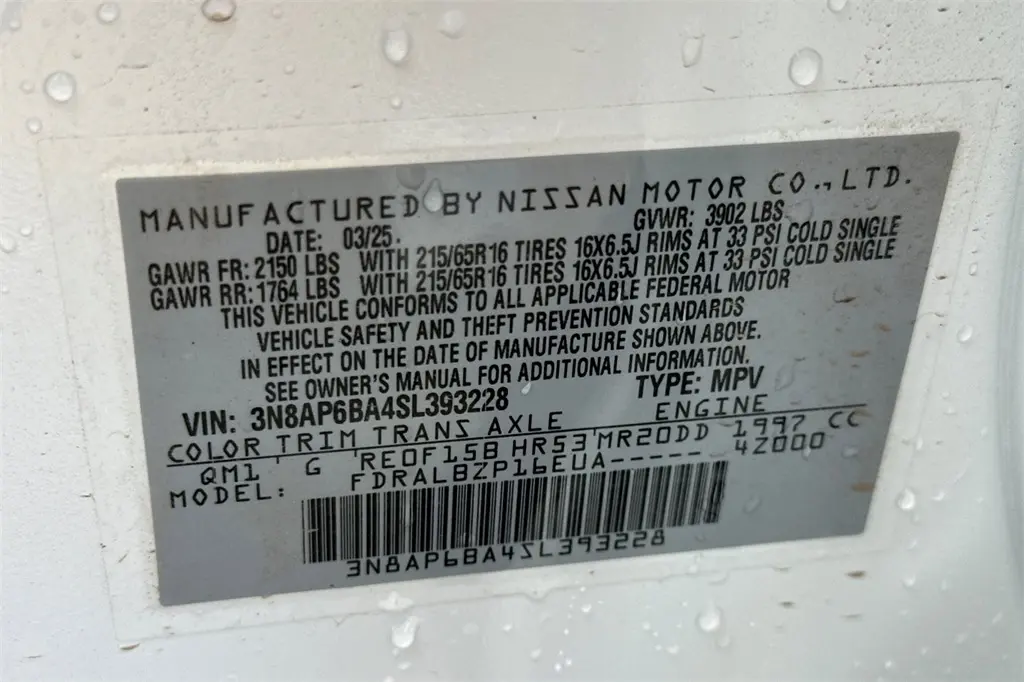 MANUFACTURED BY NISSAN MOTOR CO., LTD.
DATE: 03/25. GVWR: 3902 LBS
GAWR FR: 2150 LBS WITH 215/65R16 TIRES 16X6.5J RIMS AT 33 PSI COLD SINGLE
GAWR RR: 1764 LBS WITH 215/65R16 TIRES 16X6.5J RIMS AT 33 PSI COLD SINGLE
THIS VEHICLE CONFORMS TO ALL APPLICABLE FEDERAL MOTOR
VEHICLE SAFETY AND THEFT PREVENTION STANDARDS
IN EFFECT ON THE DATE OF MANUFACTURE SHOWN ABOVE.
SEE OWNER'S MANUAL FOR ADDITIONAL INFORMATION.
VIN: 3N8AP6BA4SL393228 TYPE: MPV
COLOR TRIM TRANS AXLE ENGINE
QM1 G RE0F15B HR53 MR20DD 1997 CC
MODEL: FDRALBZP16EUA----- 42000
3N8AP6BA4SL393228